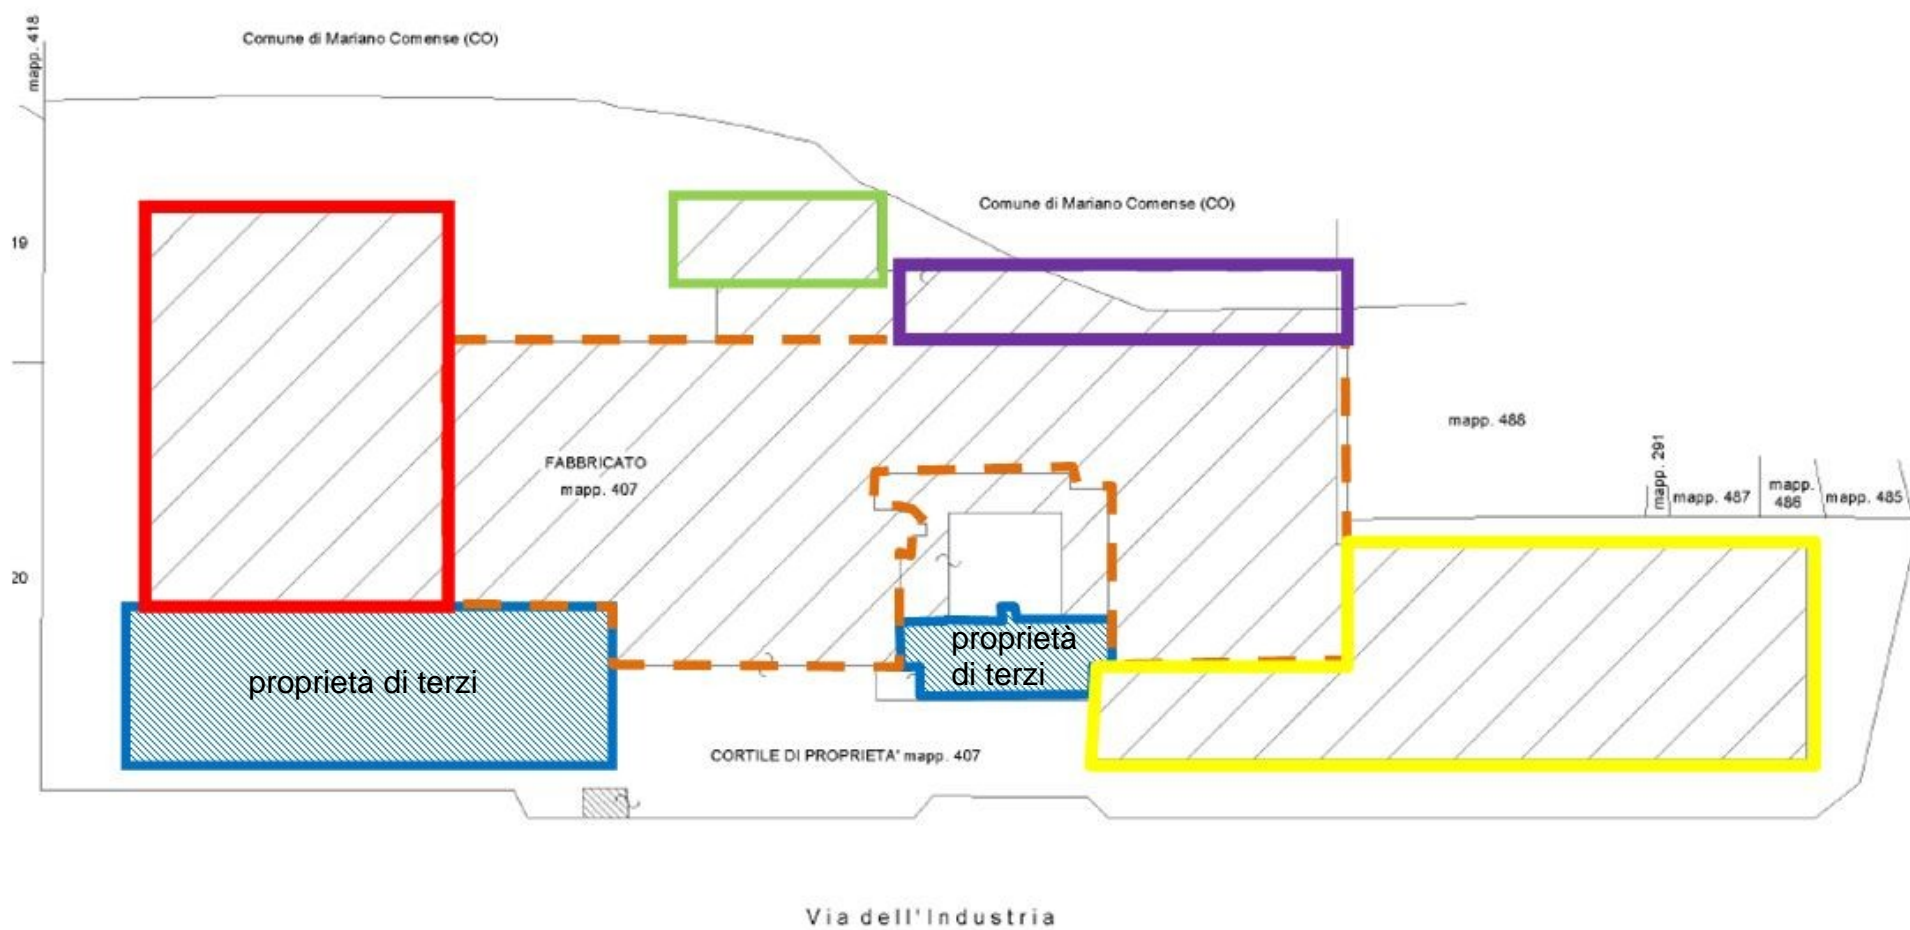 mapp. 418
Comune di Mariano Comense (CO)
Comune di Mariano Comense (CO)
19
mapp. 488
FABBRICATO
mapp. 407
mapp. 291
mapp. 487
mapp.
486
mapp. 485
20
proprietà
di terzi
proprietà di terzi
CORTILE DI PROPRIETA' mapp. 407
Via dell'Industria